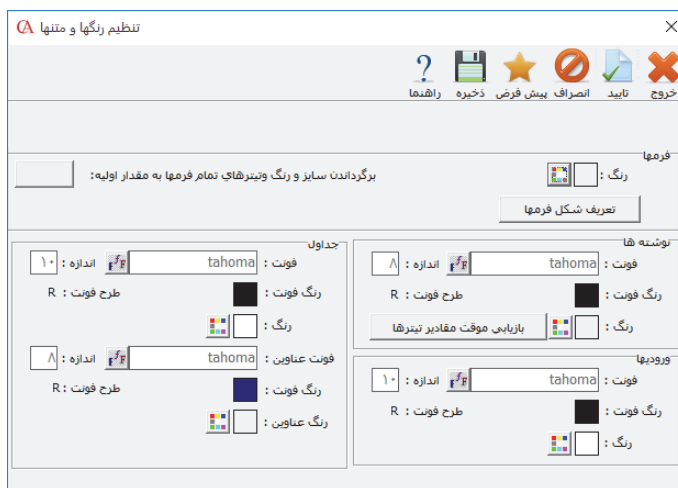 تنظیم رنگها و متنها
خروج تایید انصراف پیش فرض ذخیره راهنما
فرمها
رنگ : برگرداندن سایز و رنگ وتیترهاي تمام فرمها به مقدار اولیه:
تعریف شکل فرمها
نوشته ها
فونت : tahoma اندازه : ۸
رنگ فونت : طرح فونت : R
رنگ : بازیابي موقت مقادیر تیترها
ورودیها
فونت : tahoma اندازه : ۱۰
رنگ فونت : طرح فونت : R
رنگ :
جداول
فونت : tahoma اندازه : ۱۰
رنگ فونت : طرح فونت : R
رنگ :
فونت عناوین : tahoma اندازه : ۸
رنگ فونت : طرح فونت : R
رنگ عناوین :